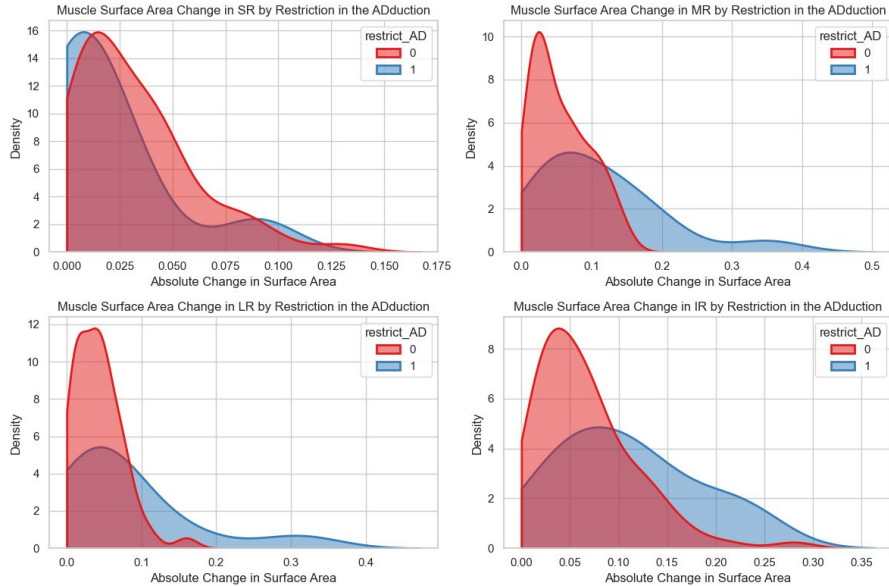 Muscle Surface Area Change in SR by Restriction in the ADduction
16
14
12
10
8
6
4
2
0
Density
restrict_AD
0
1
0.000 0.025 0.050 0.075 0.100 0.125 0.150 0.175
Absolute Change in Surface Area
Muscle Surface Area Change in MR by Restriction in the ADduction
10
8
6
4
2
0
Density
restrict_AD
0
1
0.0 0.1 0.2 0.3 0.4 0.5
Absolute Change in Surface Area
Muscle Surface Area Change in LR by Restriction in the ADduction
12
10
8
6
4
2
0
Density
restrict_AD
0
1
0.0 0.1 0.2 0.3 0.4
Absolute Change in Surface Area
Muscle Surface Area Change in IR by Restriction in the ADduction
8
6
4
2
0
Density
restrict_AD
0
1
0.00 0.05 0.10 0.15 0.20 0.25 0.30 0.35
Absolute Change in Surface Area